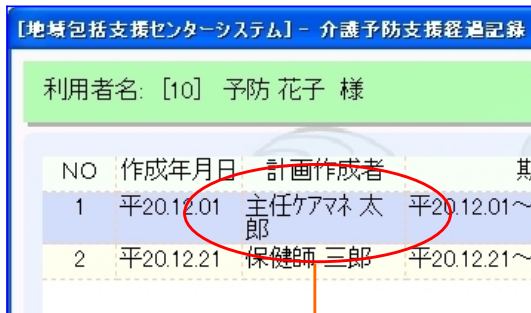 [地域包括支援センターシステム] - 介護予防支援経過記録
利用者名: [10] 予防 花子 様
NO 作成年月日 計画作成者 期
1 平20.12.01 主任ケアマネ 太郎 平20.12.01～
2 平20.12.21 保健師 三郎 平20.12.21～